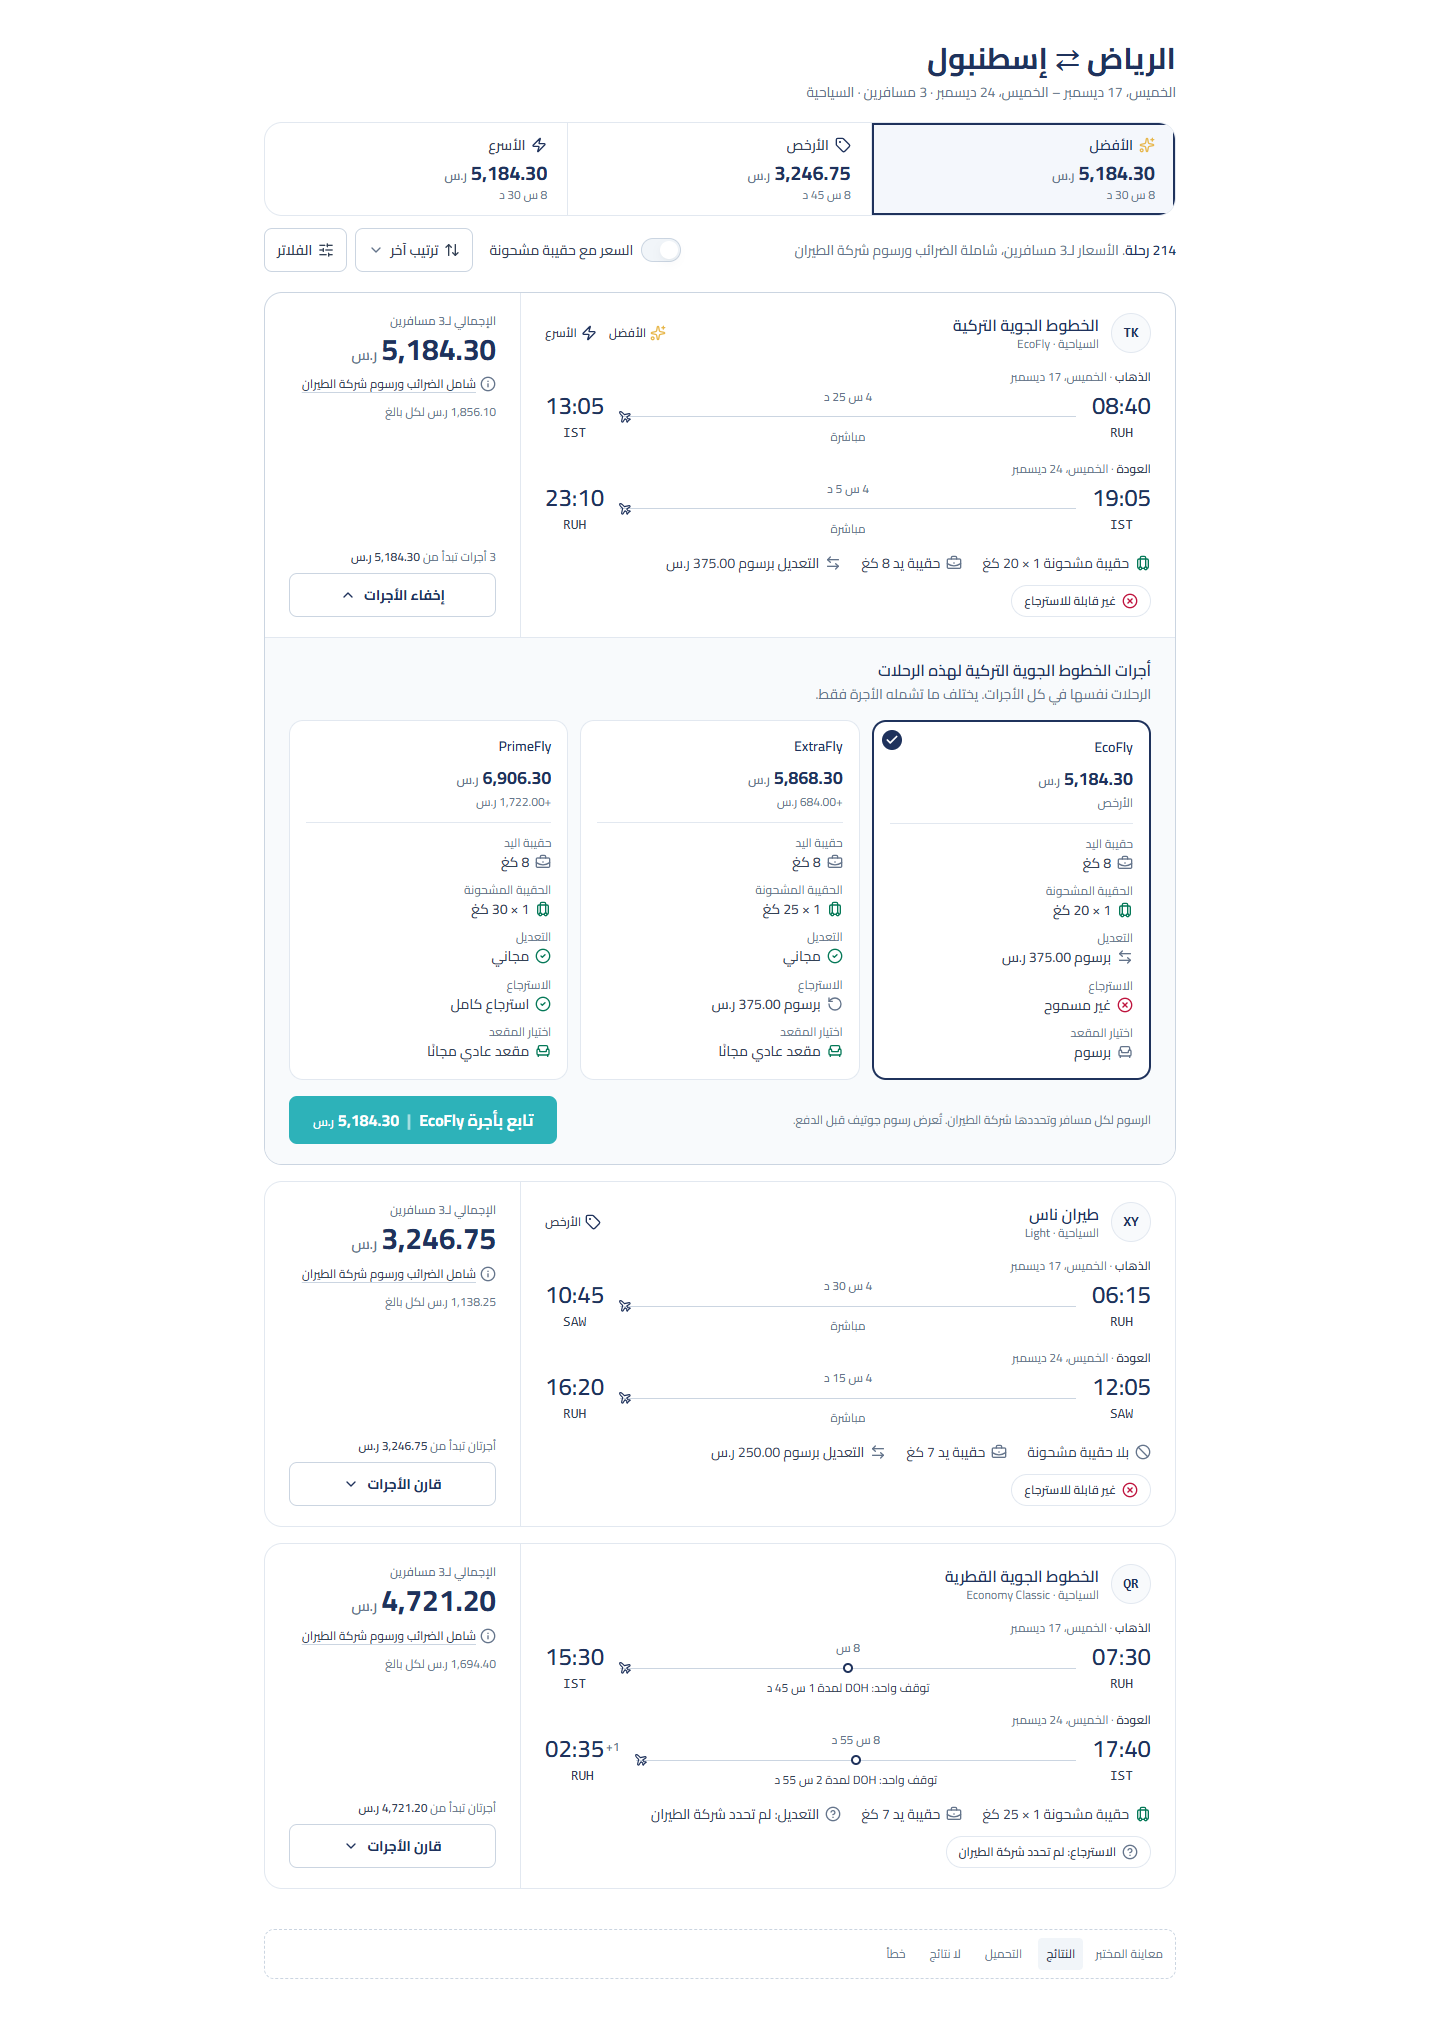 الرياض ⇄ إسطنبول
الخميس، 17 ديسمبر – الخميس، 24 ديسمبر · 3 مسافرين · السياحية
الأفضل
5,184.30 ر.س
8 س 30 د
الأرخص
3,246.75 ر.س
8 س 45 د
الأسرع
5,184.30 ر.س
8 س 30 د
214 رحلة. الأسعار لـ3 مسافرين، شاملة الضرائب ورسوم شركة الطيران
السعر مع حقيبة مشحونة
ترتيب آخر
الفلاتر
TK
الخطوط الجوية التركية
السياحية · EcoFly
الأفضل
الأسرع
الذهاب · الخميس، 17 ديسمبر
08:40
RUH
4 س 25 د
مباشرة
13:05
IST
العودة · الخميس، 24 ديسمبر
19:05
IST
4 س 5 د
مباشرة
23:10
RUH
حقيبة مشحونة 1 × 20 كغ
حقيبة يد 8 كغ
التعديل برسوم 375.00 ر.س
غير قابلة للاسترجاع
الإجمالي لـ3 مسافرين
5,184.30 ر.س
شامل الضرائب ورسوم شركة الطيران
1,856.10 ر.س لكل بالغ
3 أجرات تبدأ من 5,184.30 ر.س
إخفاء الأجرات
أجرات الخطوط الجوية التركية لهذه الرحلات
الرحلات نفسها في كل الأجرات. يختلف ما تشمله الأجرة فقط.
EcoFly
5,184.30 ر.س
الأرخص
حقيبة اليد
8 كغ
الحقيبة المشحونة
1 × 20 كغ
التعديل
برسوم 375.00 ر.س
الاسترجاع
غير مسموح
اختيار المقعد
برسوم
ExtraFly
5,868.30 ر.س
+684.00 ر.س
حقيبة اليد
8 كغ
الحقيبة المشحونة
1 × 25 كغ
التعديل
مجاني
الاسترجاع
برسوم 375.00 ر.س
اختيار المقعد
مقعد عادي مجانًا
PrimeFly
6,906.30 ر.س
+1,722.00 ر.س
حقيبة اليد
8 كغ
الحقيبة المشحونة
1 × 30 كغ
التعديل
مجاني
الاسترجاع
استرجاع كامل
اختيار المقعد
مقعد عادي مجانًا
الرسوم لكل مسافر وتحددها شركة الطيران. تُعرض رسوم جوتيف قبل الدفع.
تابع بأجرة EcoFly | 5,184.30 ر.س
XY
طيران ناس
السياحية · Light
الأرخص
الذهاب · الخميس، 17 ديسمبر
06:15
RUH
4 س 30 د
مباشرة
10:45
SAW
العودة · الخميس، 24 ديسمبر
12:05
SAW
4 س 15 د
مباشرة
16:20
RUH
بلا حقيبة مشحونة
حقيبة يد 7 كغ
التعديل برسوم 250.00 ر.س
غير قابلة للاسترجاع
الإجمالي لـ3 مسافرين
3,246.75 ر.س
شامل الضرائب ورسوم شركة الطيران
1,138.25 ر.س لكل بالغ
أجرتان تبدأ من 3,246.75 ر.س
قارن الأجرات
QR
الخطوط الجوية القطرية
السياحية · Economy Classic
الذهاب · الخميس، 17 ديسمبر
07:30
RUH
8 س
توقف واحد: DOH لمدة 1 س 45 د
15:30
IST
العودة · الخميس، 24 ديسمبر
17:40
IST
8 س 55 د
توقف واحد: DOH لمدة 2 س 55 د
02:35 +1
RUH
حقيبة مشحونة 1 × 25 كغ
حقيبة يد 7 كغ
التعديل: لم تحدد شركة الطيران
الاسترجاع: لم تحدد شركة الطيران
الإجمالي لـ3 مسافرين
4,721.20 ر.س
شامل الضرائب ورسوم شركة الطيران
1,694.40 ر.س لكل بالغ
أجرتان تبدأ من 4,721.20 ر.س
قارن الأجرات
معاينة المختبر
النتائج
التحميل
لا نتائج
خطأ